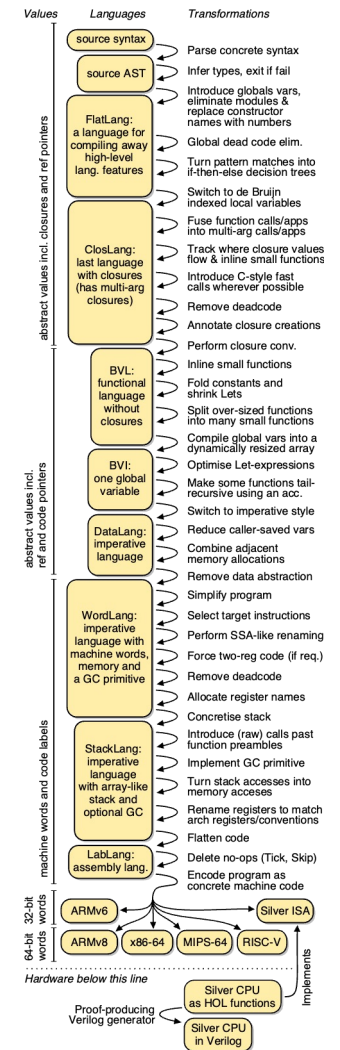 Values Languages Transformations
source syntax
Parse concrete syntax
source AST
Infer types, exit if fail
Introduce globals vars,
eliminate modules &
replace constructor
names with numbers
FlatLang:
a language for
compiling away
high-level
lang. features
Global dead code elim.
Turn pattern matches into
if-then-else decision trees
Switch to de Bruijn
indexed local variables
Fuse function calls/apps
into multi-arg calls/apps
ClosLang:
last language
with closures
(has multi-arg
closures)
Track where closure values
flow & inline small functions
Introduce C-style fast
calls wherever possible
Remove deadcode
Annotate closure creations
Perform closure conv.
abstract values incl. closures and ref pointers
BVL:
functional
language
without
closures
Inline small functions
Fold constants and
shrink Lets
Split over-sized functions
into many small functions
Compile global vars into a
dynamically resized array
BVI:
one global
variable
Optimise Let-expressions
Make some functions tail-
recursive using an acc.
Switch to imperative style
DataLang:
imperative
language
Reduce caller-saved vars
Combine adjacent
memory allocations
Remove data abstraction
abstract values incl.
ref and code pointers
WordLang:
imperative
language with
machine words,
memory and
a GC primitive
Simplify program
Select target instructions
Perform SSA-like renaming
Force two-reg code (if req.)
Remove deadcode
Allocate register names
Concretise stack
StackLang:
imperative
language
with array-like
stack and
optional GC
Introduce (raw) calls past
function preambles
Implement GC primitive
Turn stack accesses into
memory acceses
Rename registers to match
arch registers/conventions
Flatten code
LabLang:
assembly lang.
Delete no-ops (Tick, Skip)
Encode program as
concrete machine code
machine words and code labels
32-bit
words
ARMv6
Silver ISA
64-bit
words
ARMv8 x86-64 MIPS-64 RISC-V
Hardware below this line
Implements
Silver CPU
as HOL functions
Proof-producing
Verilog generator
Silver CPU
in Verilog